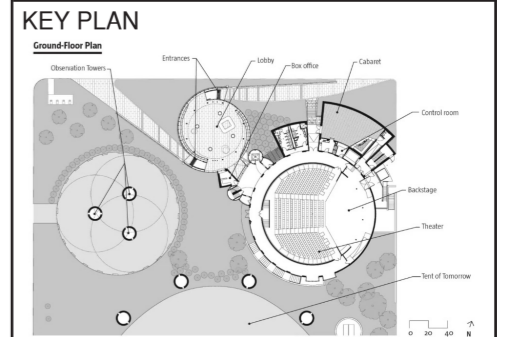 KEY PLAN
Ground-Floor Plan
Observation Towers
Entrances
Lobby
Box office
Cabaret
Control room
Backstage
Theater
Tent of Tomorrow
0 20 40 N